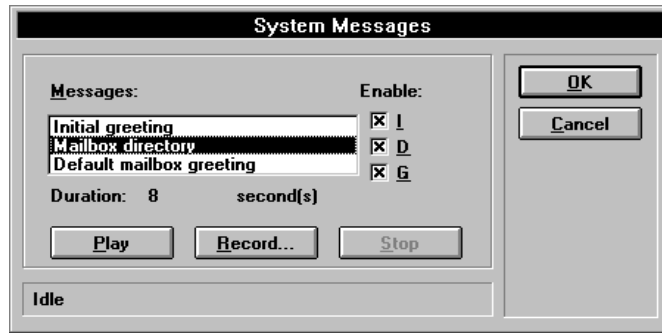 System Messages
Messages:
Enable:
Initial greeting
Mailbox directory
Default mailbox greeting
I
D
G
Duration: 8 second(s)
Play
Record...
Stop
Idle
OK
Cancel